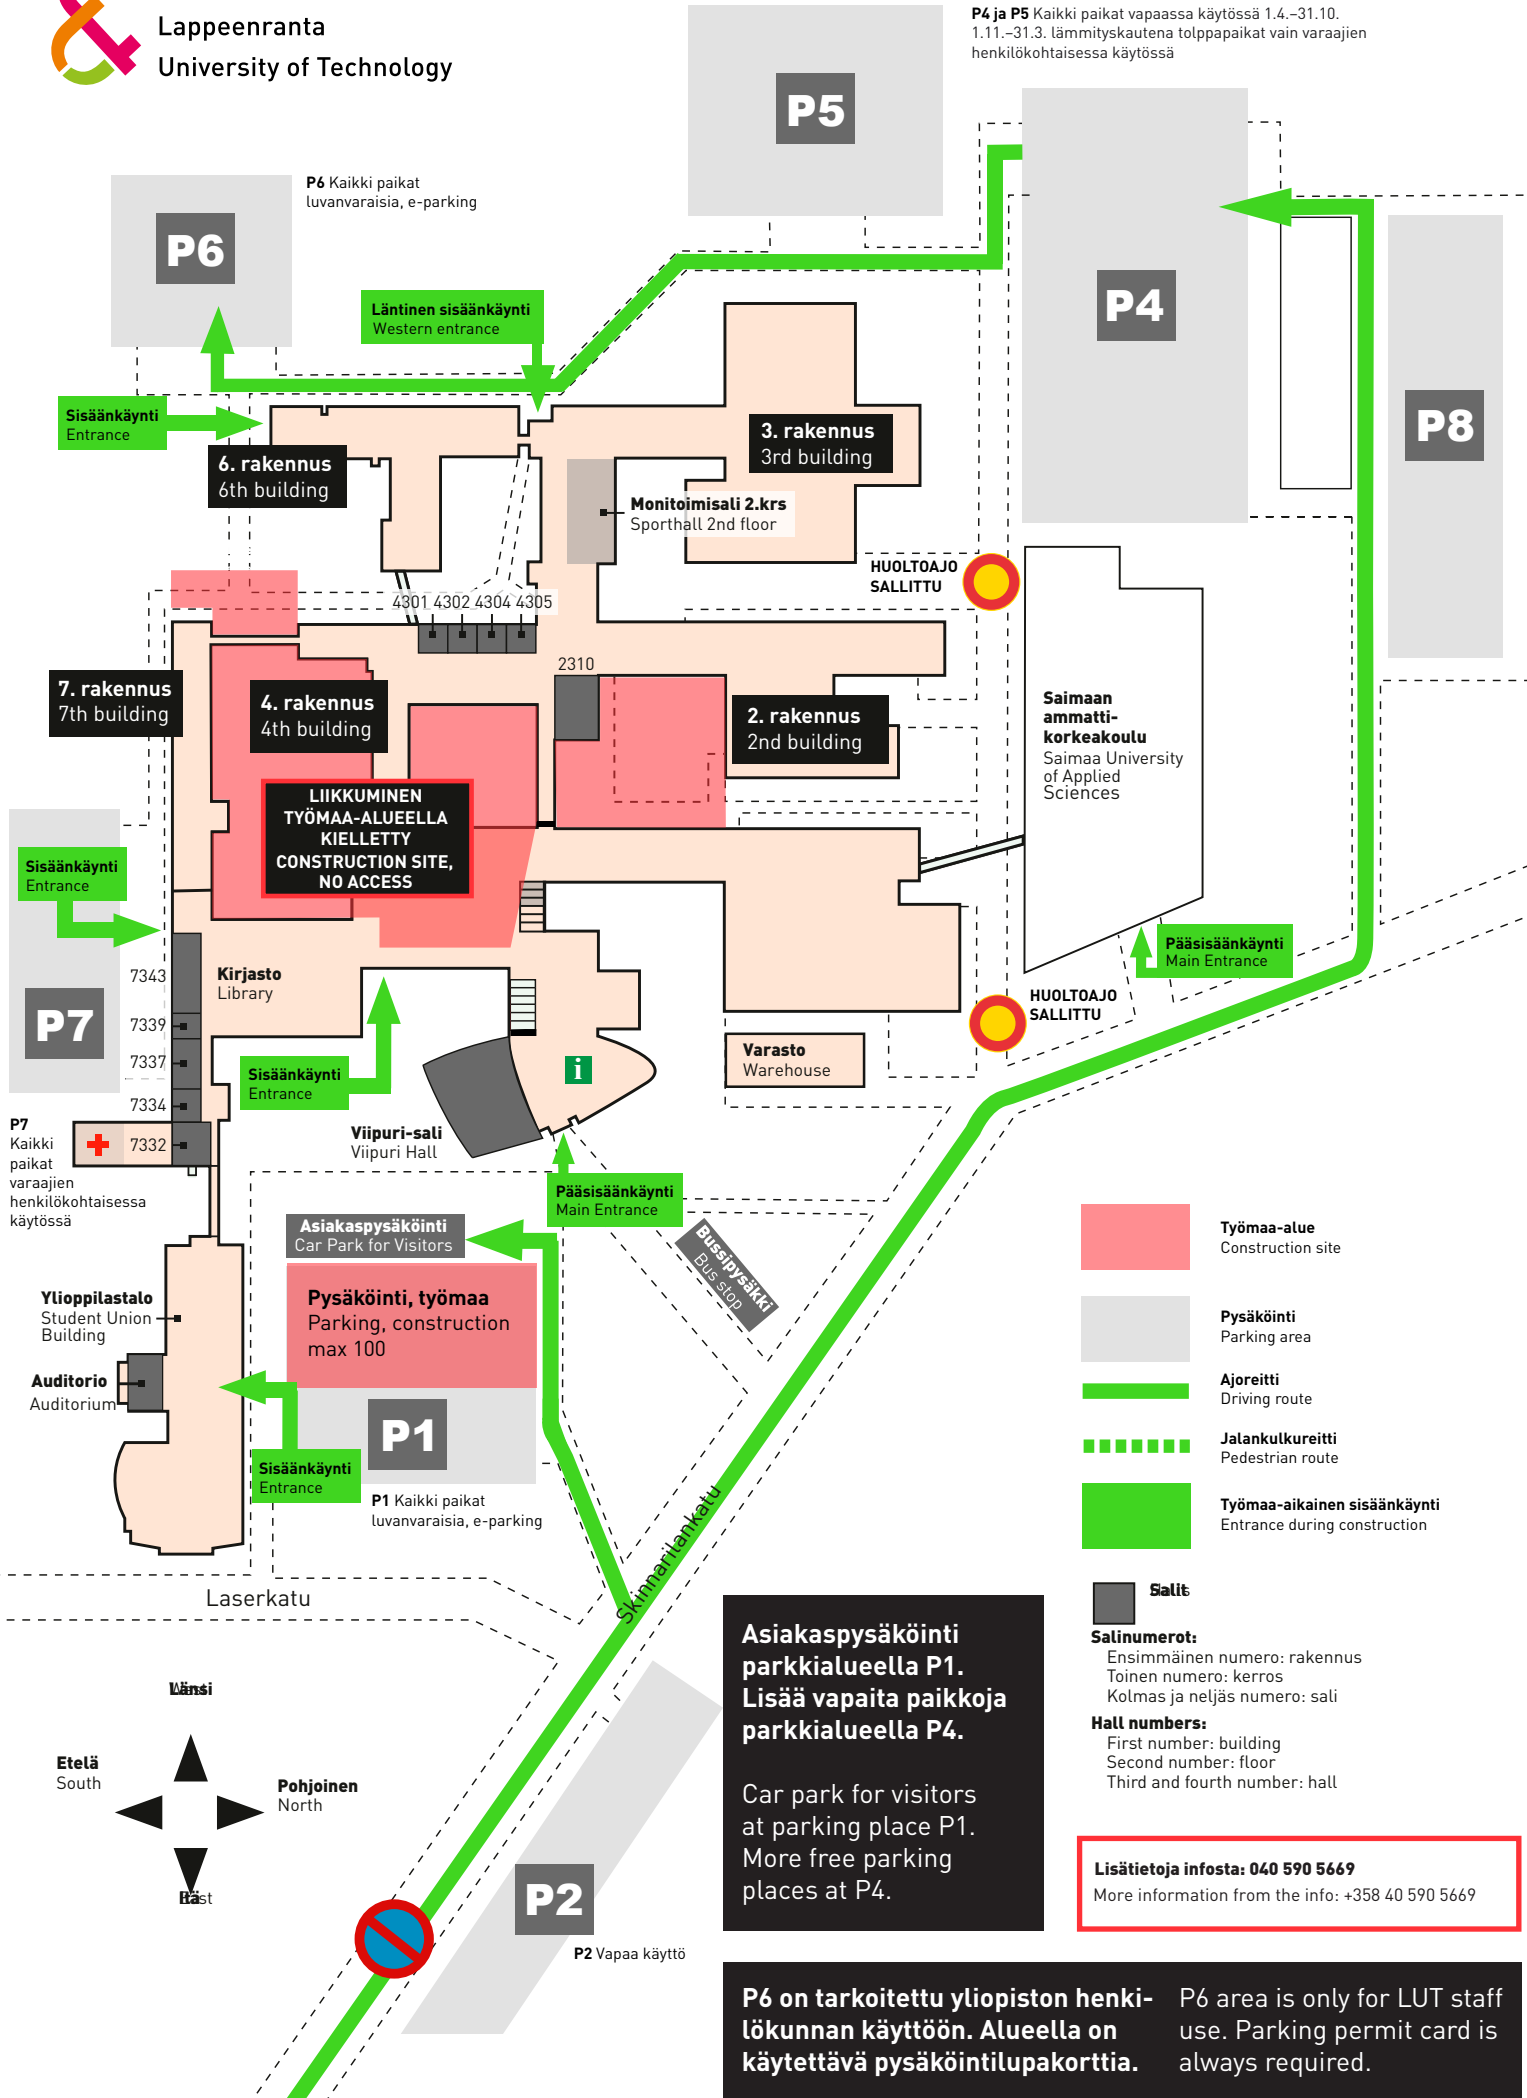 Lappeenranta
University of Technology
P4 ja P5 Kaikki paikat vapaassa käytössä 1.4.–31.10.
1.11.–31.3. lämmityskautena tolppapaikat vain varaajien
henkilökohtaisessa käytössä
P5
P6 Kaikki paikat
luvanvaraisia, e-parking
P6
P4
P8
Läntinen sisäänkäynti
Western entrance
Sisäänkäynti
Entrance
6. rakennus
6th building
3. rakennus
3rd building
Monitoimisali 2.krs
Sporthall 2nd floor
HUOLTOAJO
SALLITTU
4301 4302 4304 4305
2310
7. rakennus
7th building
4. rakennus
4th building
2. rakennus
2nd building
Saimaan
ammatti-
korkeakoulu
Saimaa University
of Applied
Sciences
LIIKKUMINEN
TYÖMAA-ALUEELLA
KIELLETTY
CONSTRUCTION SITE,
NO ACCESS
Sisäänkäynti
Entrance
Pääsisäänkäynti
Main Entrance
7343
Kirjasto
Library
HUOLTOAJO
SALLITTU
P7
7339
7337
7334
7332
Sisäänkäynti
Entrance
i
Varasto
Warehouse
P7
Kaikki
paikat
varaajien
henkilökohtaisessa
käytössä
Viipuri-sali
Viipuri Hall
Pääsisäänkäynti
Main Entrance
Asiakaspysäköinti
Car Park for Visitors
Bussipysäkki
Bus stop
Pysäköinti, työmaa
Parking, construction
max 100
Ylioppilastalo
Student Union
Building
Auditorio
Auditorium
P1
Sisäänkäynti
Entrance
P1 Kaikki paikat
luvanvaraisia, e-parking
Skinnarilankatu
Laserkatu
Työmaa-alue
Construction site
Pysäköinti
Parking area
Ajoreitti
Driving route
Jalankulkureitti
Pedestrian route
Työmaa-aikainen sisäänkäynti
Entrance during construction
Salit
Salinumerot:
Ensimmäinen numero: rakennus
Toinen numero: kerros
Kolmas ja neljäs numero: sali
Hall numbers:
First number: building
Second number: floor
Third and fourth number: hall
Länsi
Etelä
South
Pohjoinen
North
Itä
East
Asiakaspysäköinti
parkkialueella P1.
Lisää vapaita paikkoja
parkkialueella P4.
Car park for visitors
at parking place P1.
More free parking
places at P4.
Lisätietoja infosta: 040 590 5669
More information from the info: +358 40 590 5669
P2
P2 Vapaa käyttö
P6 on tarkoitettu yliopiston henki-
lökunnan käyttöön. Alueella on
käytettävä pysäköintilupakorttia.
P6 area is only for LUT staff
use. Parking permit card is
always required.